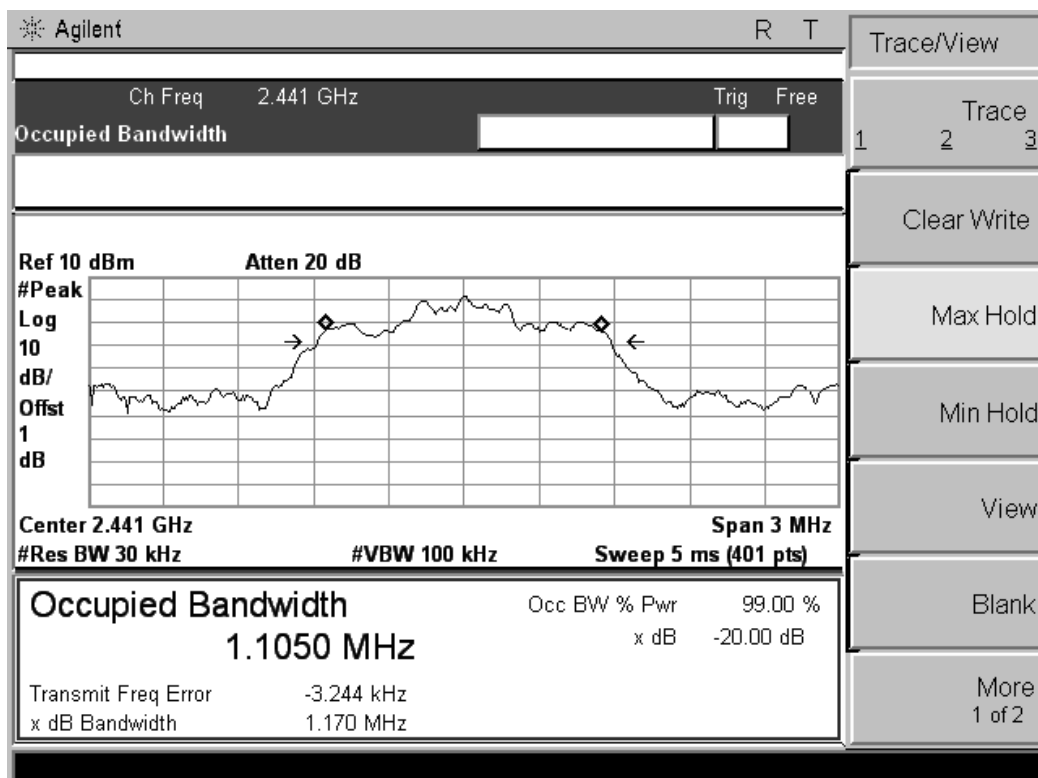 Agilent R T
Trace/View
Ch Freq 2.441 GHz Trig Free
Occupied Bandwidth
Trace
1 2 3
Clear Write
Max Hold
Min Hold
View
Blank
More
1 of 2
Ref 10 dBm Atten 20 dB
#Peak
Log
10
dB/
Offst
1
dB
Center 2.441 GHz Span 3 MHz
#Res BW 30 kHz #VBW 100 kHz Sweep 5 ms (401 pts)
Occupied Bandwidth Occ BW % Pwr 99.00 %
1.1050 MHz x dB -20.00 dB
Transmit Freq Error -3.244 kHz
x dB Bandwidth 1.170 MHz